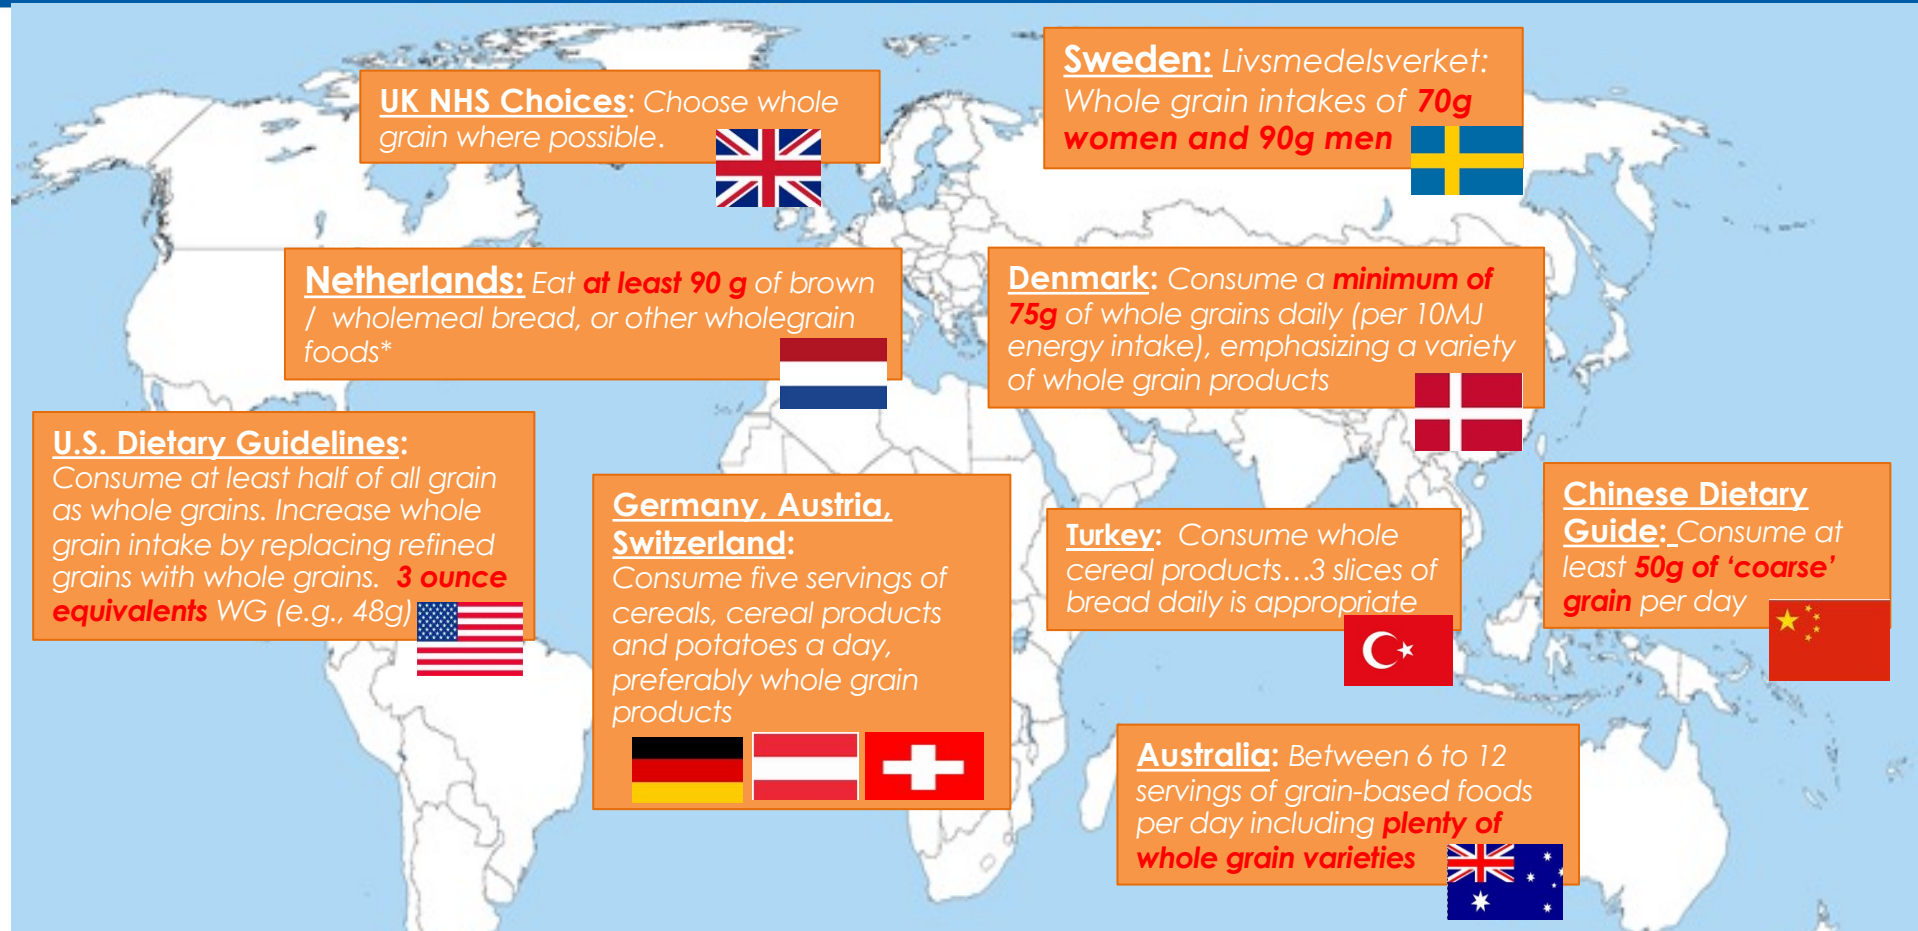 UK NHS Choices: Choose whole
grain where possible.
Sweden: Livsmedelsverket:
Whole grain intakes of 70g
women and 90g men
Netherlands: Eat at least 90 g of brown
/ wholemeal bread, or other wholegrain
foods*
Denmark: Consume a minimum of
75g of whole grains daily (per 10MJ
energy intake), emphasizing a variety
of whole grain products
U.S. Dietary Guidelines:
Consume at least half of all grain
as whole grains. Increase whole
grain intake by replacing refined
grains with whole grains. 3 ounce
equivalents WG (e.g., 48g)
Germany, Austria,
Switzerland:
Consume five servings of
cereals, cereal products
and potatoes a day,
preferably whole grain
products
Turkey: Consume whole
cereal products...3 slices of
bread daily is appropriate
Chinese Dietary
Guide: Consume at
least 50g of ‘coarse’
grain per day
Australia: Between 6 to 12
servings of grain-based foods
per day including plenty of
whole grain varieties